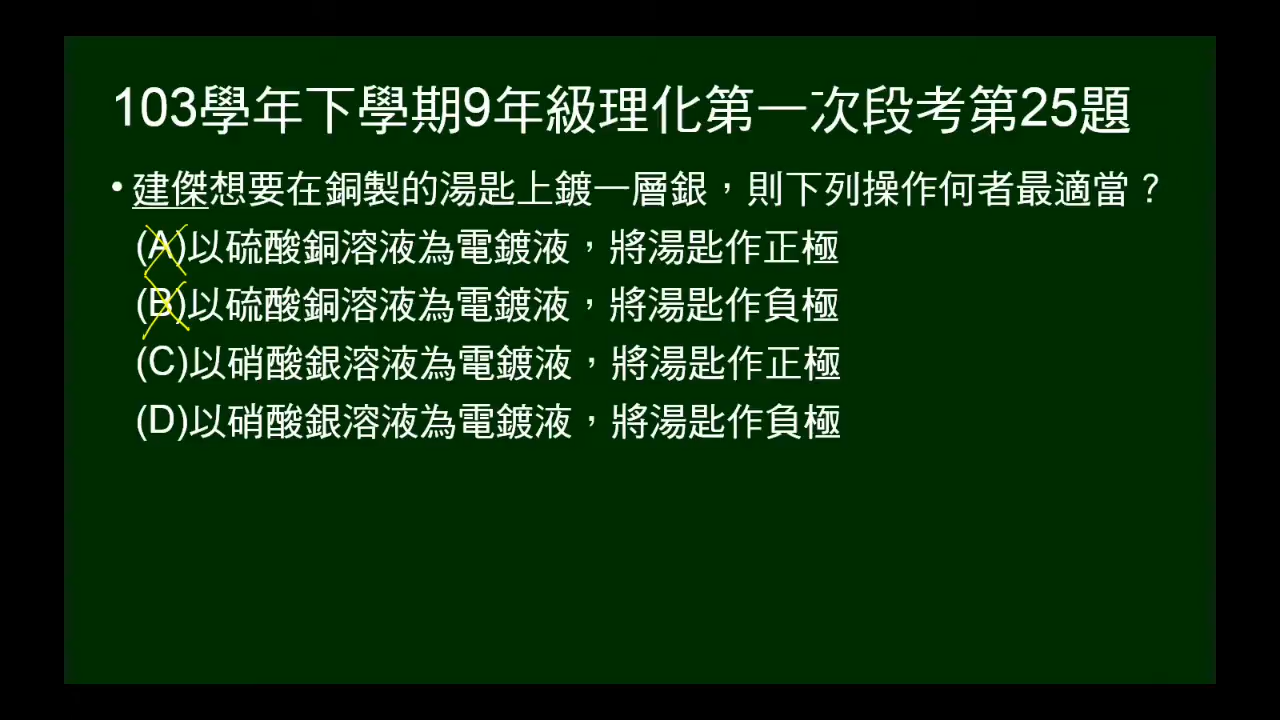 103學年下學期9年級理化第一次段考第25題
• 建傑想要在銅製的湯匙上鍍一層銀，則下列操作何者最適當？
(A)以硫酸銅溶液為電鍍液，將湯匙作正極
(B)以硫酸銅溶液為電鍍液，將湯匙作負極
(C)以硝酸銀溶液為電鍍液，將湯匙作正極
(D)以硝酸銀溶液為電鍍液，將湯匙作負極